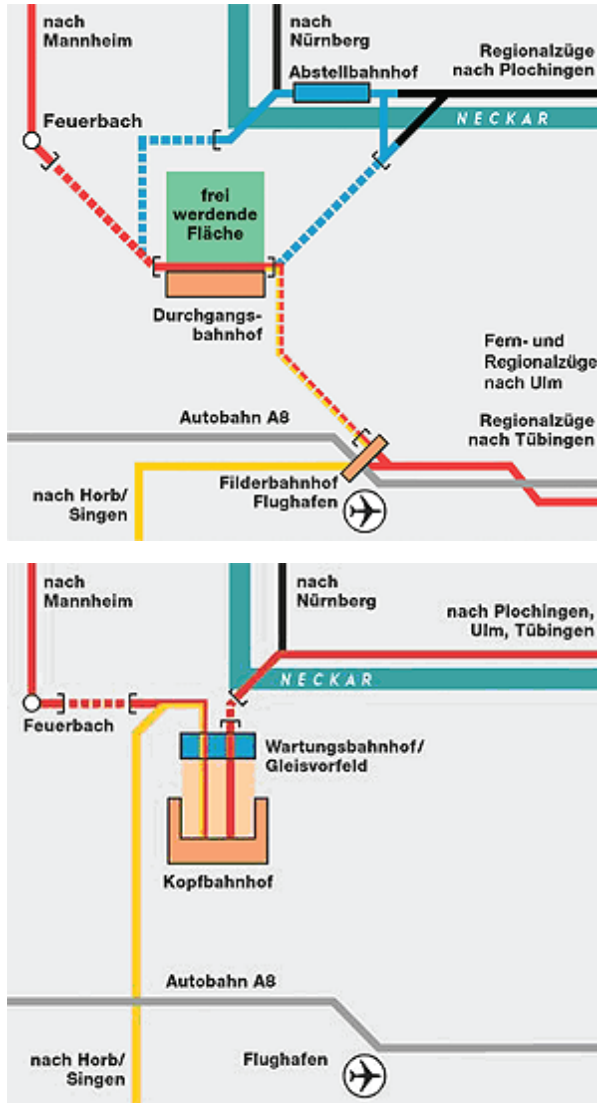 nach
Mannheim
nach
Nürnberg
Regionalzüge
nach Plochingen
Abstellbahnhof
Feuerbach
NECKAR
frei
werdende
Fläche
Durchgangs-
bahnhof
Fern- und
Regionalzüge
nach Ulm
Autobahn A8
Regionalzüge
nach Tübingen
nach Horb/
Singen
Filderbahnhof
Flughafen
nach
Mannheim
nach
Nürnberg
nach Plochingen,
Ulm, Tübingen
NECKAR
Feuerbach
Wartungsbahnhof/
Gleisvorfeld
Kopfbahnhof
Autobahn A8
nach Horb/
Singen
Flughafen